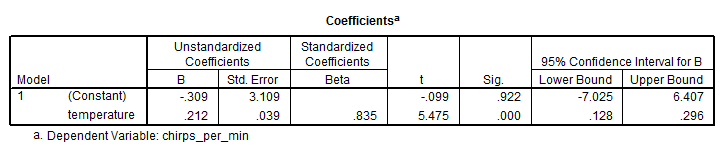 Coefficientsa
Unstandardized Coefficients Standardized Coefficients 95% Confidence Interval for B
Model B Std. Error Beta t Sig. Lower Bound Upper Bound
1 (Constant) -.309 3.109 -.099 .922 -7.025 6.407
temperature .212 .039 .835 5.475 .000 .128 .296
a. Dependent Variable: chirps_per_min